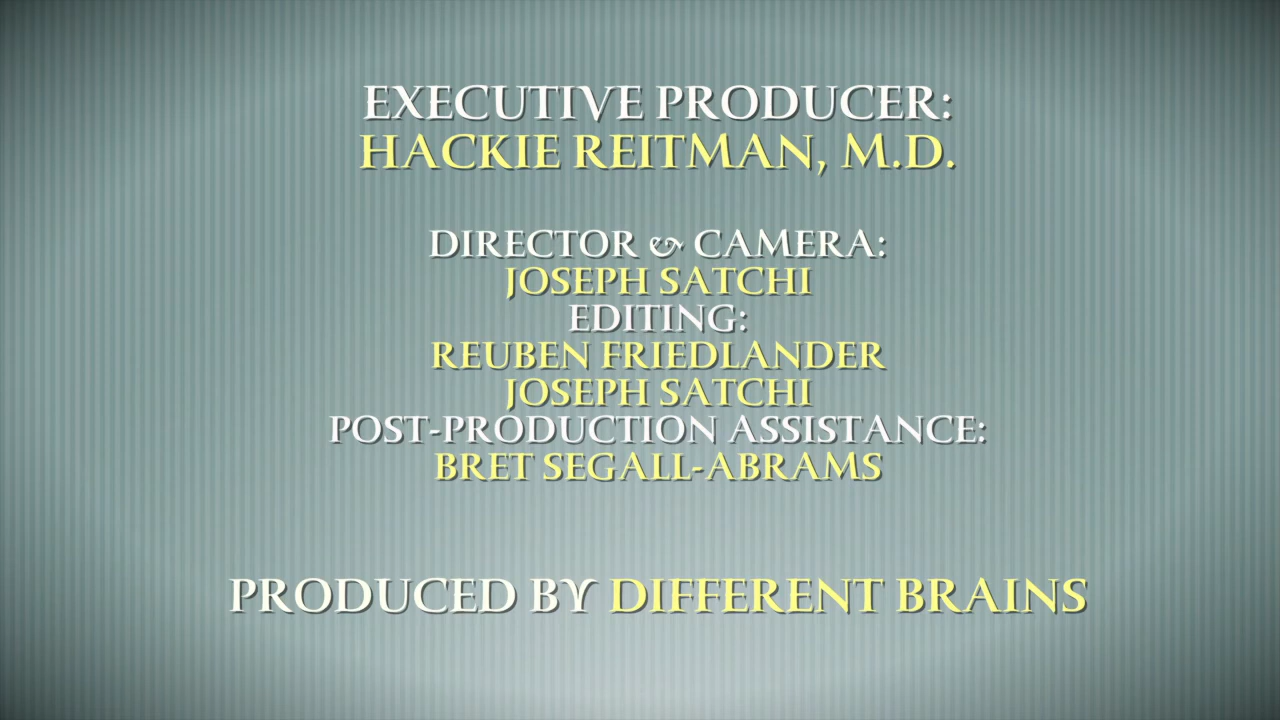 EXECUTIVE PRODUCER:
HACKIE REITMAN, M.D.
DIRECTOR & CAMERA:
JOSEPH SATCHI
EDITING:
REUBEN FRIEDLANDER
JOSEPH SATCHI
POST-PRODUCTION ASSISTANCE:
BRET SEGALL-ABRAMS
PRODUCED BY DIFFERENT BRAINS